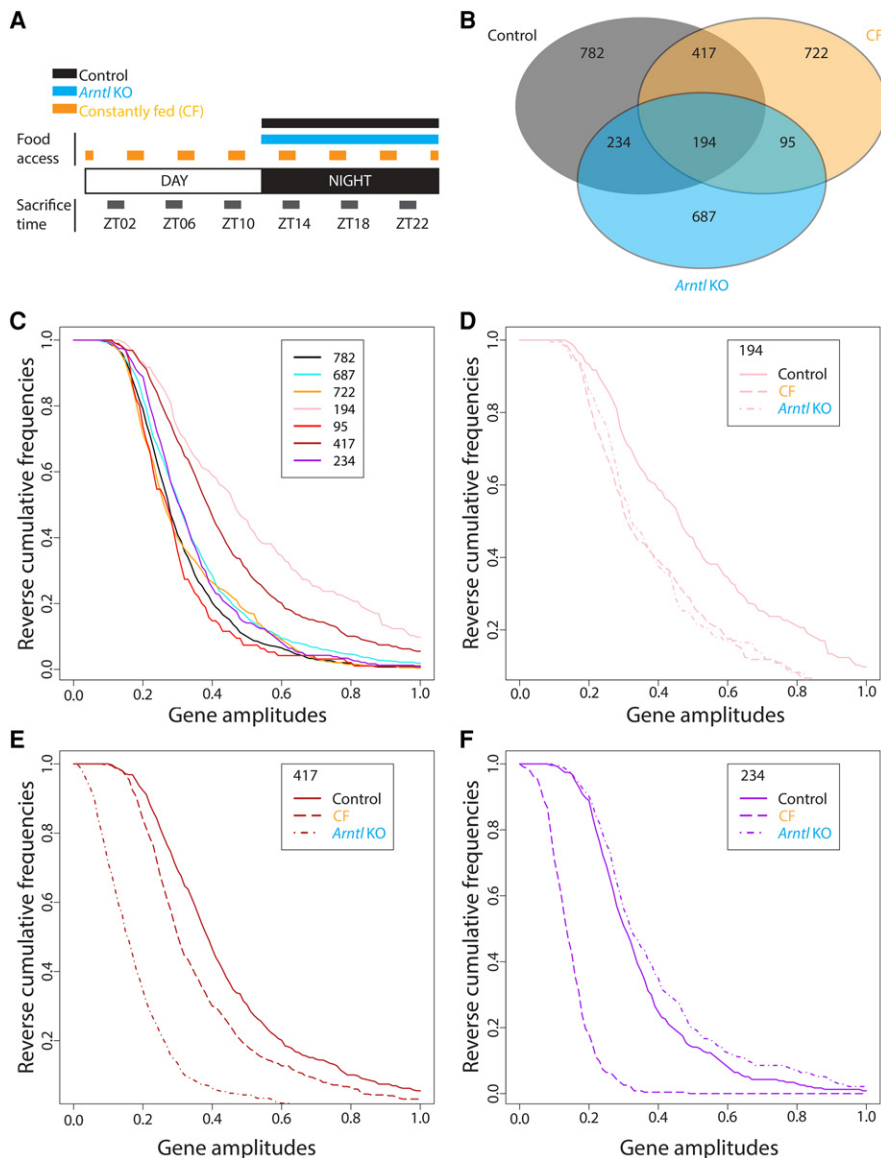 A
Control
Arntl KO
Constantly fed (CF)
Food
access
DAY
NIGHT
Sacrifice
time
ZT02
ZT06
ZT10
ZT14
ZT18
ZT22
B
Control
CF
782
417
722
234
194
95
687
Arntl KO
C
Reverse cumulative frequencies
1.0
0.8
0.6
0.4
0.2
0.0
782
687
722
194
95
417
234
0.0 0.2 0.4 0.6 0.8 1.0
Gene amplitudes
D
Reverse cumulative frequencies
1.0
0.8
0.6
0.4
0.2
194
Control
CF
Arntl KO
0.0 0.2 0.4 0.6 0.8 1.0
Gene amplitudes
E
Reverse cumulative frequencies
1.0
0.8
0.6
0.4
0.2
417
Control
CF
Arntl KO
0.0 0.2 0.4 0.6 0.8 1.0
Gene amplitudes
F
Reverse cumulative frequencies
1.0
0.8
0.6
0.4
0.2
0.0
234
Control
CF
Arntl KO
0.0 0.2 0.4 0.6 0.8 1.0
Gene amplitudes